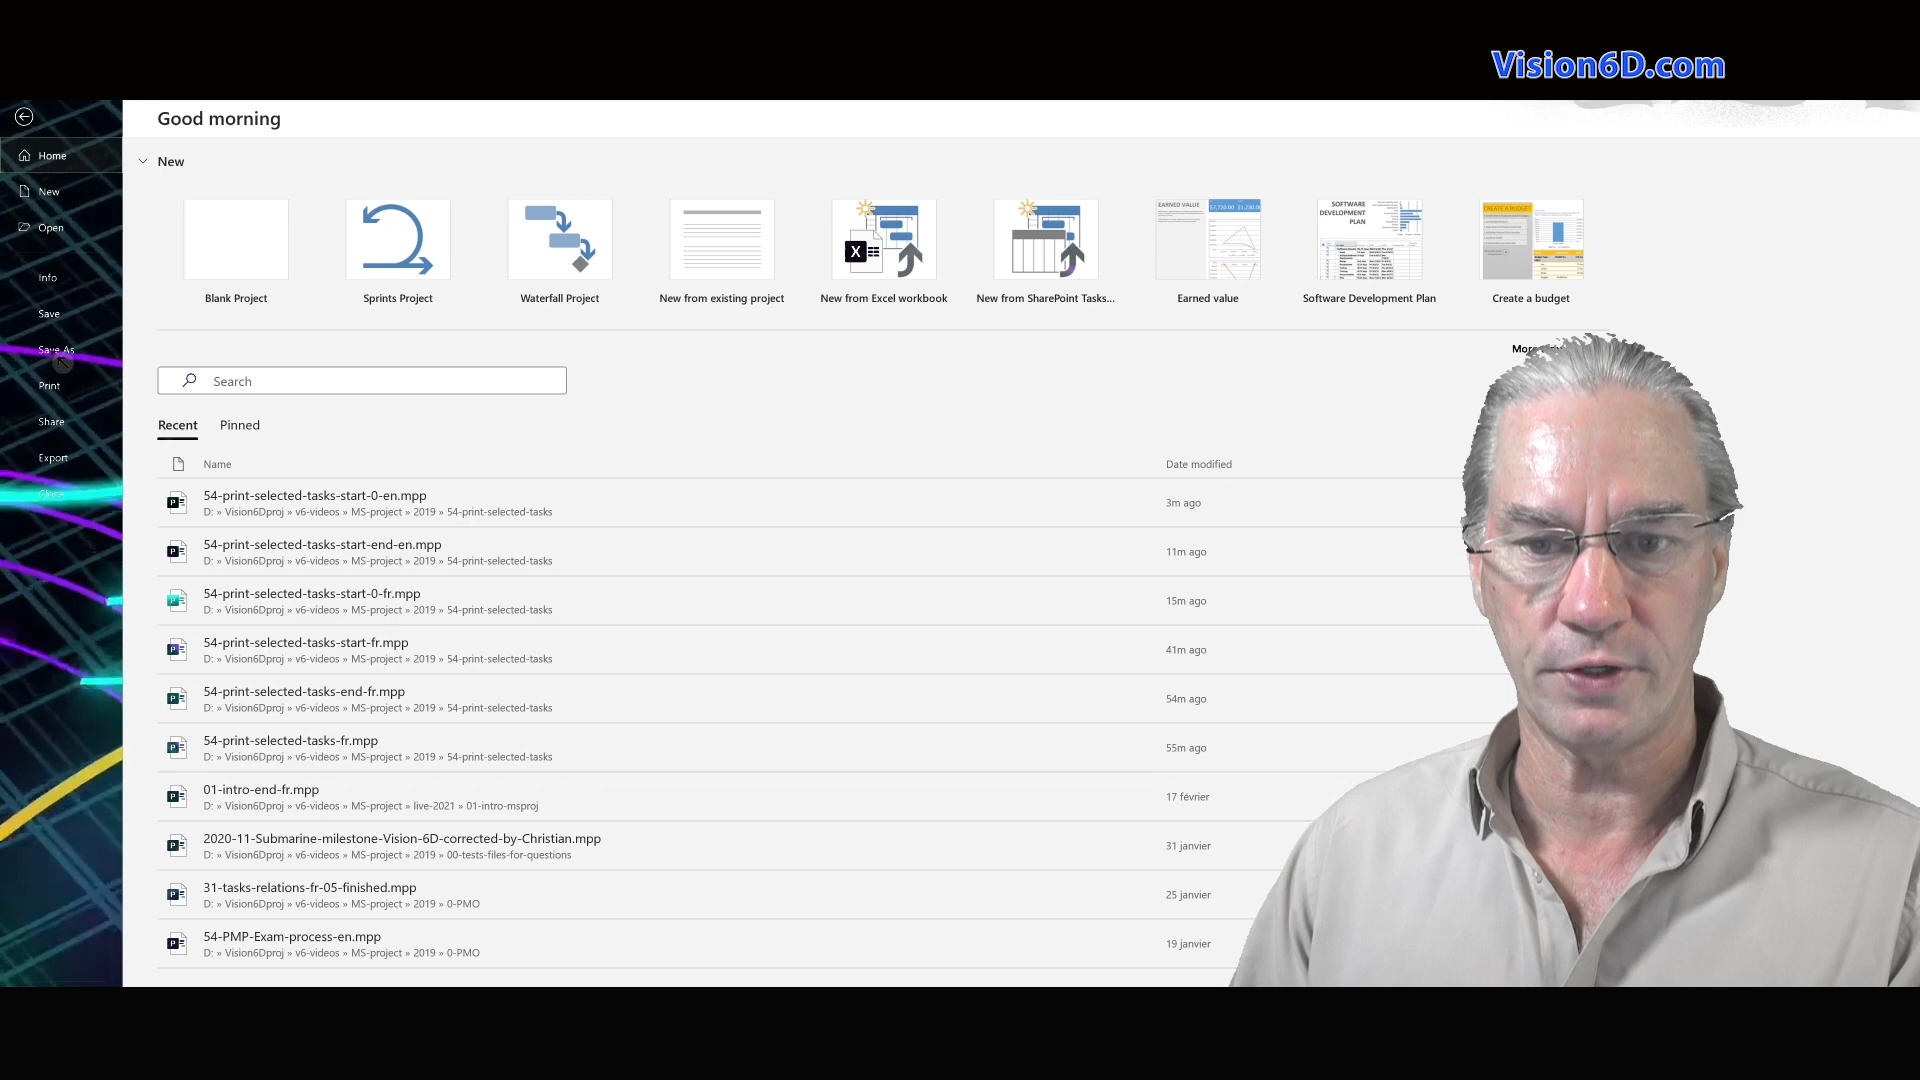 Vision6D.com
Good morning
Home
New
New
Open
Info
Save
Save As
Print
Share
Export
Close
Blank Project
Sprints Project
Waterfall Project
New from existing project
New from Excel workbook
New from SharePoint Tasks...
Earned value
Software Development Plan
Create a budget
EARNED VALUE
SOFTWARE
DEVELOPMENT
PLAN
CREATE A BUDGET
Search
Recent
Pinned
Name
Date modified
54-print-selected-tasks-start-0-en.mpp
D: » Vision6Dproj » v6-videos » MS-project » 2019 » 54-print-selected-tasks
3m ago
54-print-selected-tasks-start-end-en.mpp
D: » Vision6Dproj » v6-videos » MS-project » 2019 » 54-print-selected-tasks
11m ago
54-print-selected-tasks-start-0-fr.mpp
D: » Vision6Dproj » v6-videos » MS-project » 2019 » 54-print-selected-tasks
15m ago
54-print-selected-tasks-start-fr.mpp
D: » Vision6Dproj » v6-videos » MS-project » 2019 » 54-print-selected-tasks
41m ago
54-print-selected-tasks-end-fr.mpp
D: » Vision6Dproj » v6-videos » MS-project » 2019 » 54-print-selected-tasks
54m ago
54-print-selected-tasks-fr.mpp
D: » Vision6Dproj » v6-videos » MS-project » 2019 » 54-print-selected-tasks
55m ago
01-intro-end-fr.mpp
D: » Vision6Dproj » v6-videos » MS-project » live-2021 » 01-intro-msproj
17 février
2020-11-Submarine-milestone-Vision-6D-corrected-by-Christian.mpp
D: » Vision6Dproj » v6-videos » MS-project » 2019 » 00-tests-files-for-questions
31 janvier
31-tasks-relations-fr-05-finished.mpp
D: » Vision6Dproj » v6-videos » MS-project » 2019 » 0-PMO
25 janvier
54-PMP-Exam-process-en.mpp
D: » Vision6Dproj » v6-videos » MS-project » 2019 » 0-PMO
19 janvier